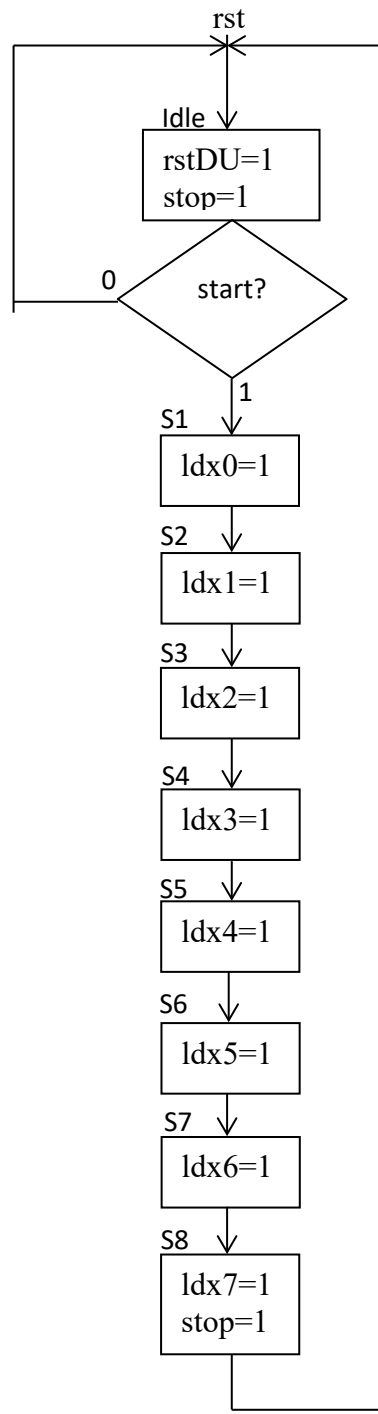 rst
Idle
rstDU=1
stop=1
0
start?
1
S1
ldx0=1
S2
ldx1=1
S3
ldx2=1
S4
ldx3=1
S5
ldx4=1
S6
ldx5=1
S7
ldx6=1
S8
ldx7=1
stop=1